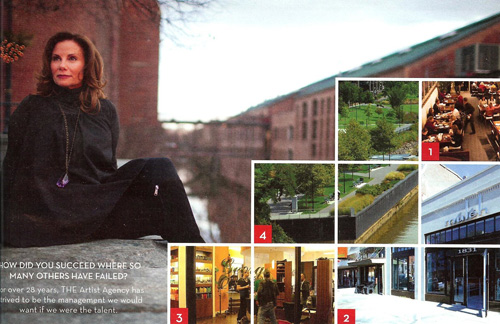 HOW DID YOU SUCCEED WHERE SO
MANY OTHERS HAVE FAILED?
or over 28 years, THE Artist Agency has
rived to be the management we would
want if we were the talent.
1
4
3
2
1831